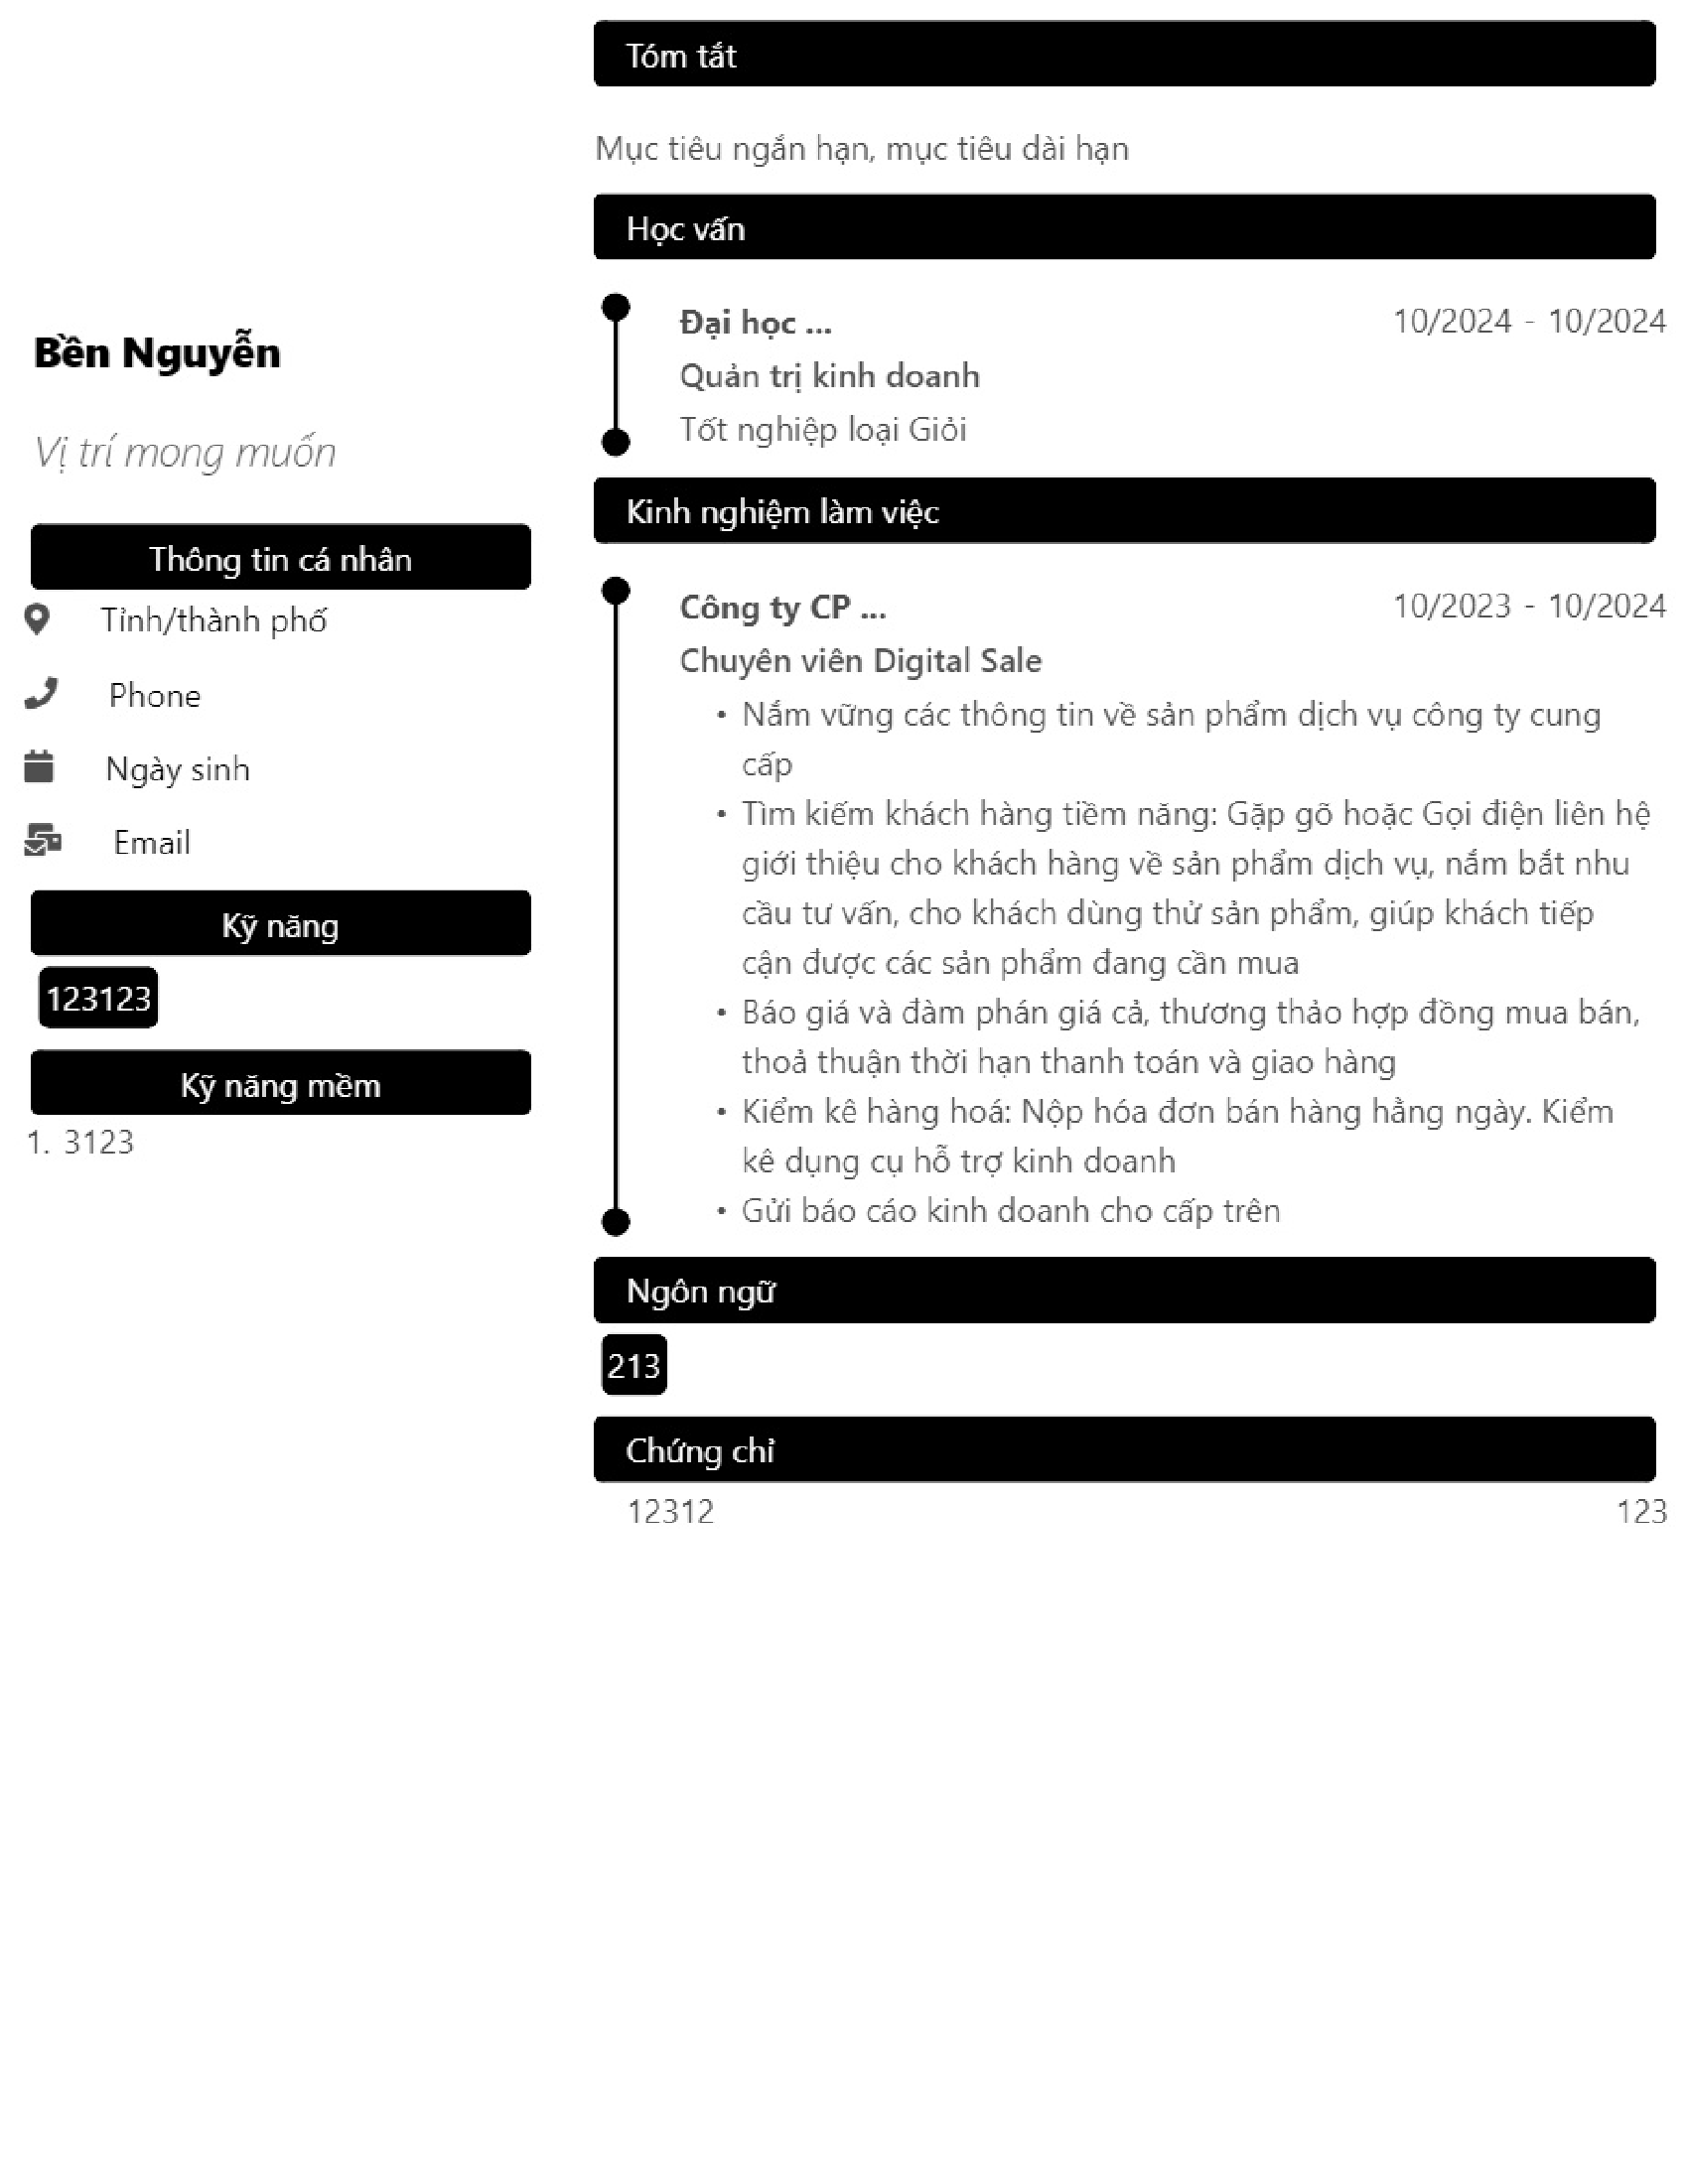 Bền Nguyễn
Vị trí mong muốn
Thông tin cá nhân
Tỉnh/thành phố
Phone
Ngày sinh
Email
Kỹ năng
123123
Kỹ năng mềm
1. 3123
Tóm tắt
Mục tiêu ngắn hạn, mục tiêu dài hạn
Học vấn
Đại học ... 10/2024 - 10/2024
Quản trị kinh doanh
Tốt nghiệp loại Giỏi
Kinh nghiệm làm việc
Công ty CP ... 10/2023 - 10/2024
Chuyên viên Digital Sale
• Nắm vững các thông tin về sản phẩm dịch vụ công ty cung
cấp
• Tìm kiếm khách hàng tiềm năng: Gặp gỡ hoặc Gọi điện liên hệ
giới thiệu cho khách hàng về sản phẩm dịch vụ, nắm bắt nhu
cầu tư vấn, cho khách dùng thử sản phẩm, giúp khách tiếp
cận được các sản phẩm đang cần mua
• Báo giá và đàm phán giá cả, thương thảo hợp đồng mua bán,
thoả thuận thời hạn thanh toán và giao hàng
• Kiểm kê hàng hoá: Nộp hóa đơn bán hàng hằng ngày. Kiểm
kê dụng cụ hỗ trợ kinh doanh
• Gửi báo cáo kinh doanh cho cấp trên
Ngôn ngữ
213
Chứng chỉ
12312 123